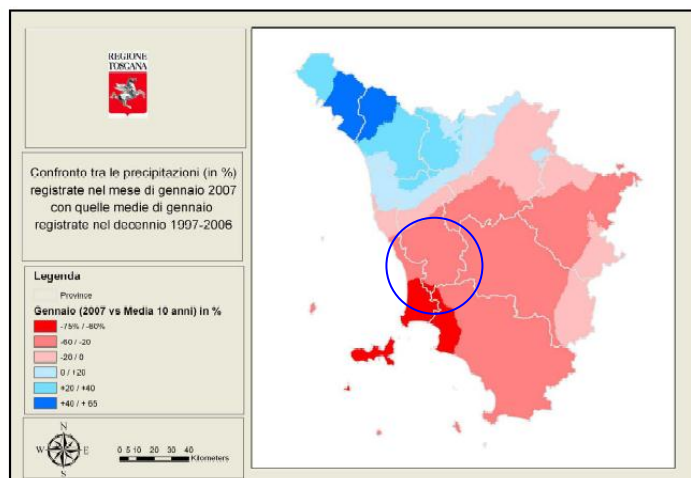 REGIONE
TOSCANA
Confronto tra le precipitazioni (in %)
registrate nel mese di gennaio 2007
con quelle medie di gennaio
registrate nel decennio 1997-2006
Legenda
Province
Gennaio (2007 vs Media 10 anni) in %
-75% / -60%
-60 / -20
-20 / 0
0 / +20
+20 / +40
+40 / + 65
N
W E
S
0 5 10 20 30 40
Kilometers